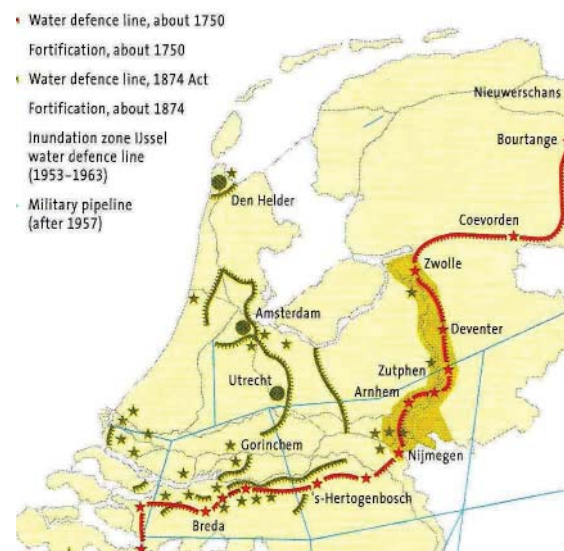 Water defence line, about 1750
Fortification, about 1750
Water defence line, 1874 Act
Fortification, about 1874
Inundation zone IJssel
water defence line
(1953–1963)
Military pipeline
(after 1957)
Nieuwerschans
Bourtange
Den Helder
Coevorden
Zwolle
Amsterdam
Deventer
Zutphen
Utrecht
Arnhem
Gorinchem
Nijmegen
's-Hertogenbosch
Breda